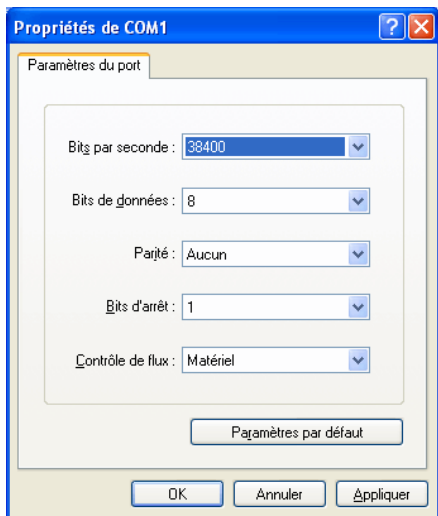 Propriétés de COM1
Paramètres du port
Bits par seconde : 38400
Bits de données : 8
Parité : Aucun
Bits d'arrêt : 1
Contrôle de flux : Matériel
Paramètres par défaut
OK Annuler Appliquer